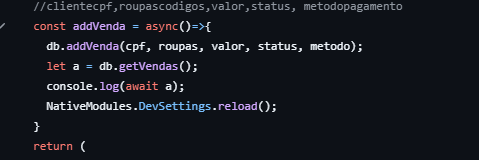 //clientecpf,roupascodigos,valor,status, metodopagamento
const addVenda = async()=>{
db.addVenda(cpf, roupas, valor, status, metodo);
let a = db.getVendas();
console.log(await a);
NativeModules.DevSettings.reload();
}
return (